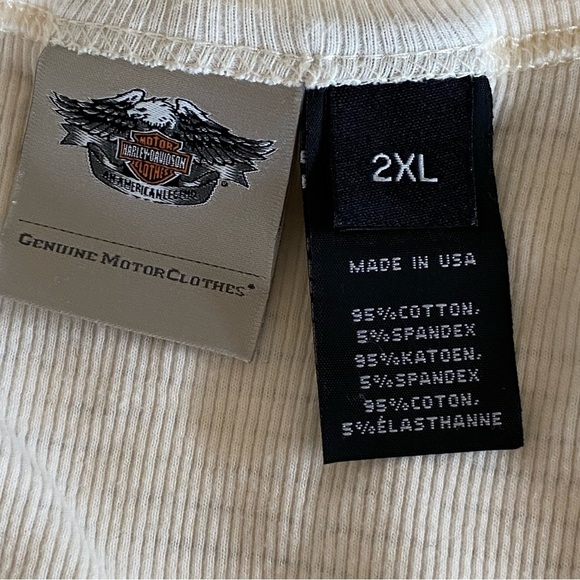 MOTOR
HARLEY-DAVIDSON
CLOTHES
AN AMERICAN LEGEND
®
GENUINE MOTORCLOTHES®
2XL
MADE IN USA
95%COTTON,
5%SPANDEX
95%KATOEN,
5%SPANDEX
95%COTON,
5%ÉLASTHANNE